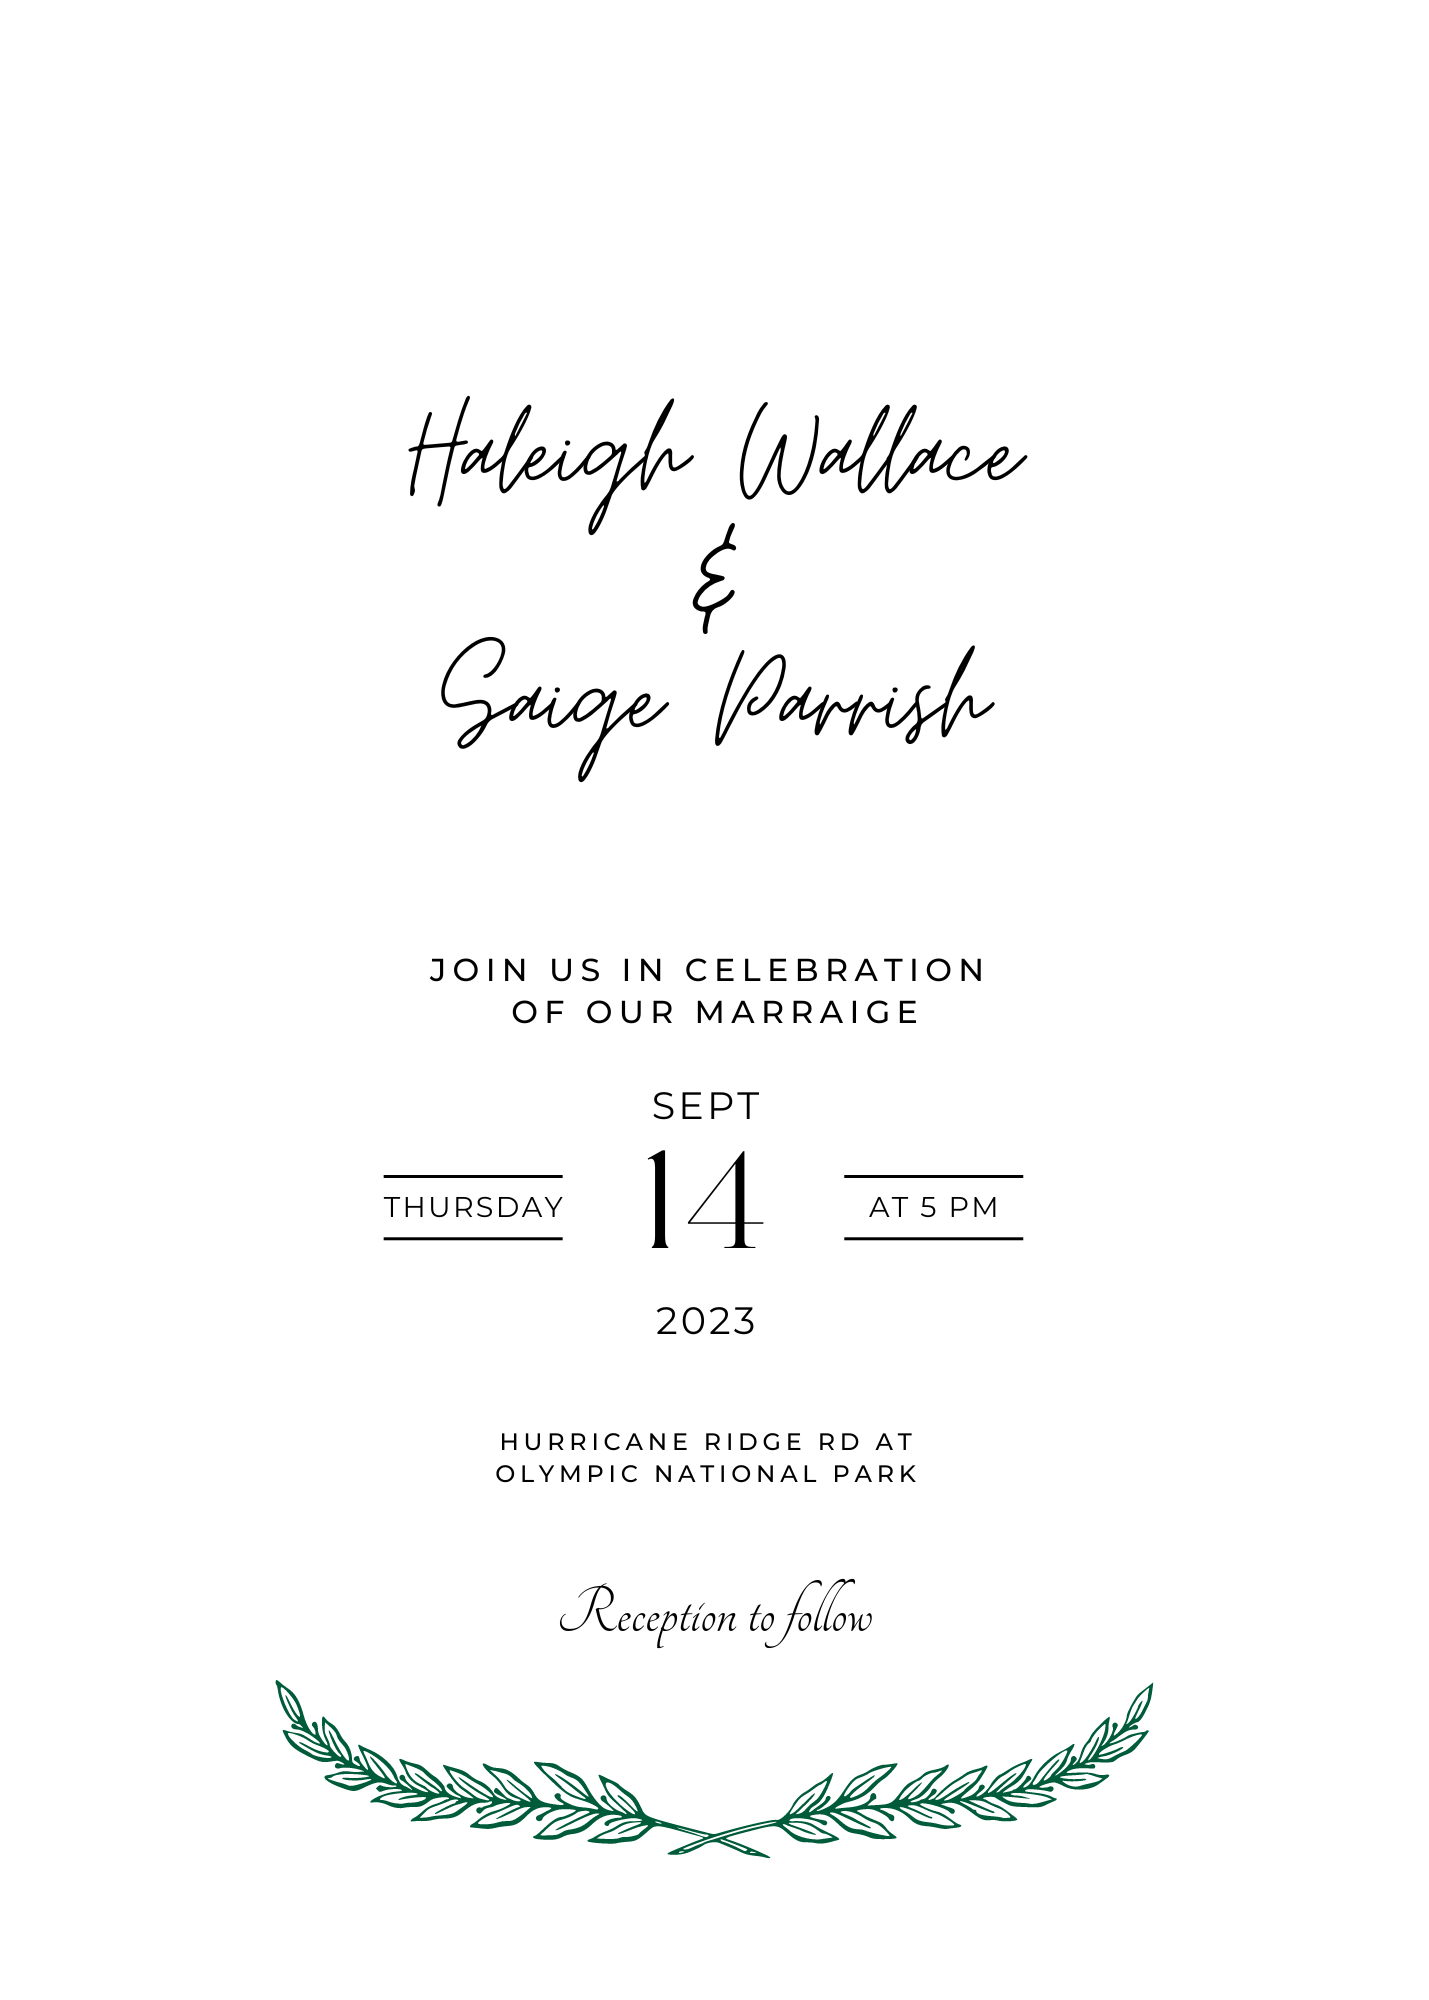 Haleigh Wallace
&
Saige Parrish
JOIN US IN CELEBRATION
OF OUR MARRAIGE
SEPT
THURSDAY 14 AT 5 PM
2023
HURRICANE RIDGE RD AT
OLYMPIC NATIONAL PARK
Reception to follow